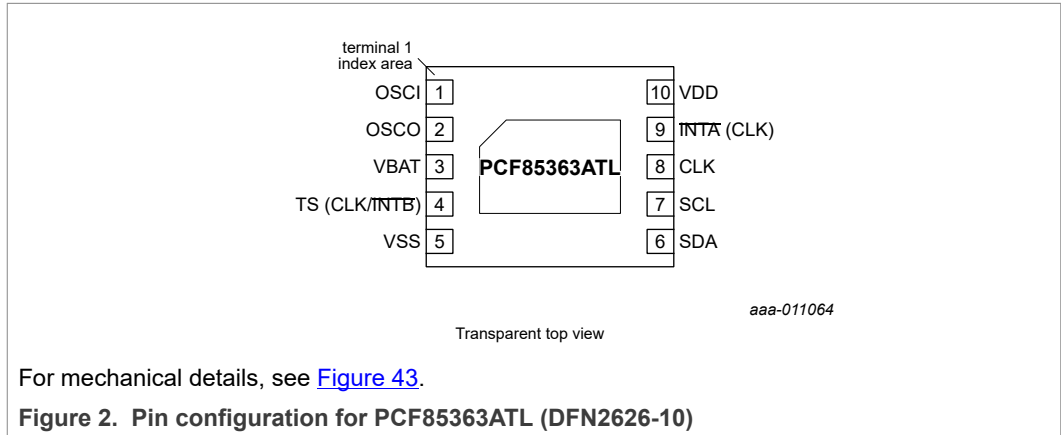 terminal 1
index area
OSCI 1
10 VDD
OSCO 2
9 INTA (CLK)
VBAT 3
PCF85363ATL
8 CLK
TS (CLK/INTB) 4
7 SCL
VSS 5
6 SDA
aaa-011064
Transparent top view
For mechanical details, see Figure 43.
Figure 2. Pin configuration for PCF85363ATL (DFN2626-10)